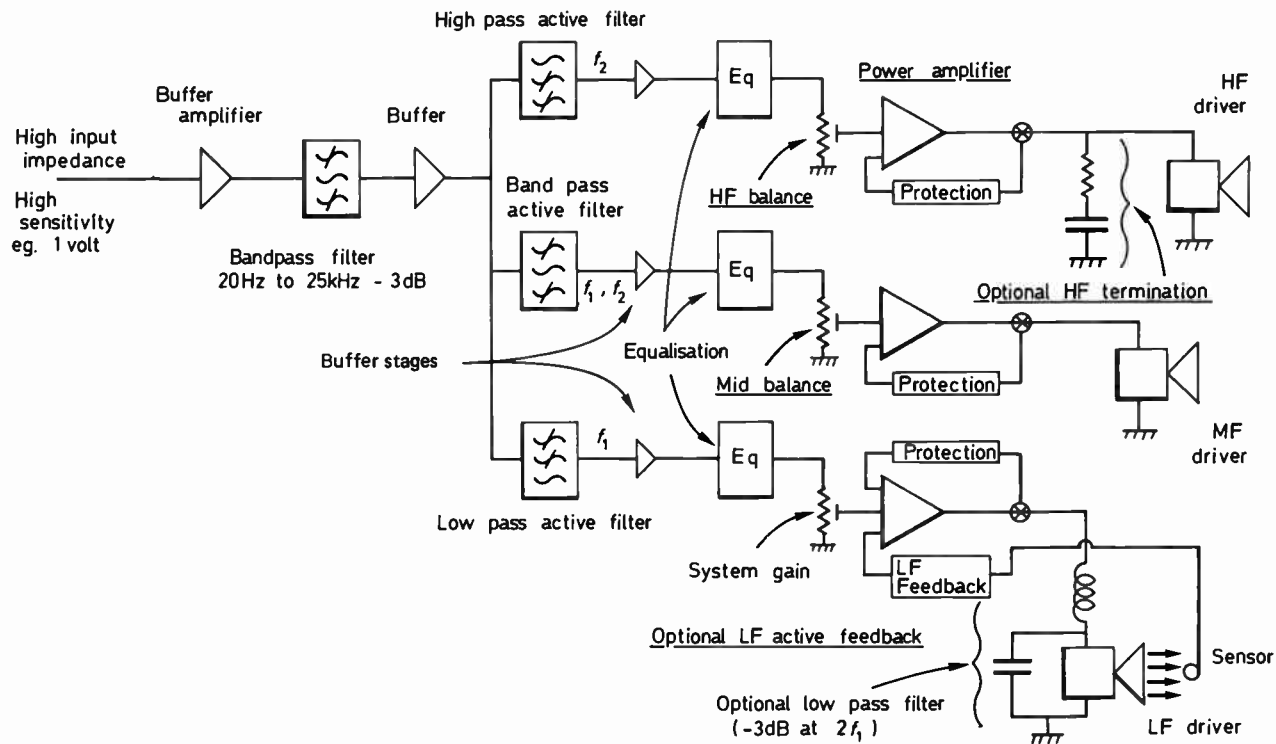 High pass active filter
f₂
Eq
Power amplifier
HF
driver
Buffer
amplifier
Buffer
High input
impedance
High
sensitivity
eg. 1 volt
Band pass
active filter
HF balance
Protection
Bandpass filter
20Hz to 25kHz - 3dB
f₁, f₂
Eq
Optional HF termination
Buffer stages
Equalisation
Mid balance
Protection
MF
driver
f₁
Eq
Protection
Low pass active filter
System gain
LF
Feedback
Optional LF active feedback
Sensor
Optional low pass filter
(-3dB at 2f₁)
LF driver